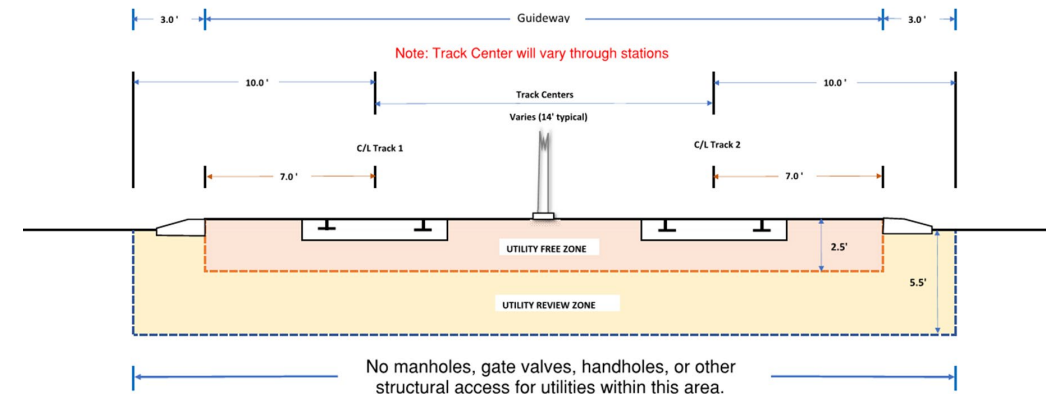 3.0 '
Guideway
3.0 '
Note: Track Center will vary through stations
10.0 '
10.0 '
Track Centers
Varies (14' typical)
C/L Track 1
C/L Track 2
7.0 '
7.0 '
UTILITY FREE ZONE
2.5'
5.5'
UTILITY REVIEW ZONE
No manholes, gate valves, handholes, or other
structural access for utilities within this area.